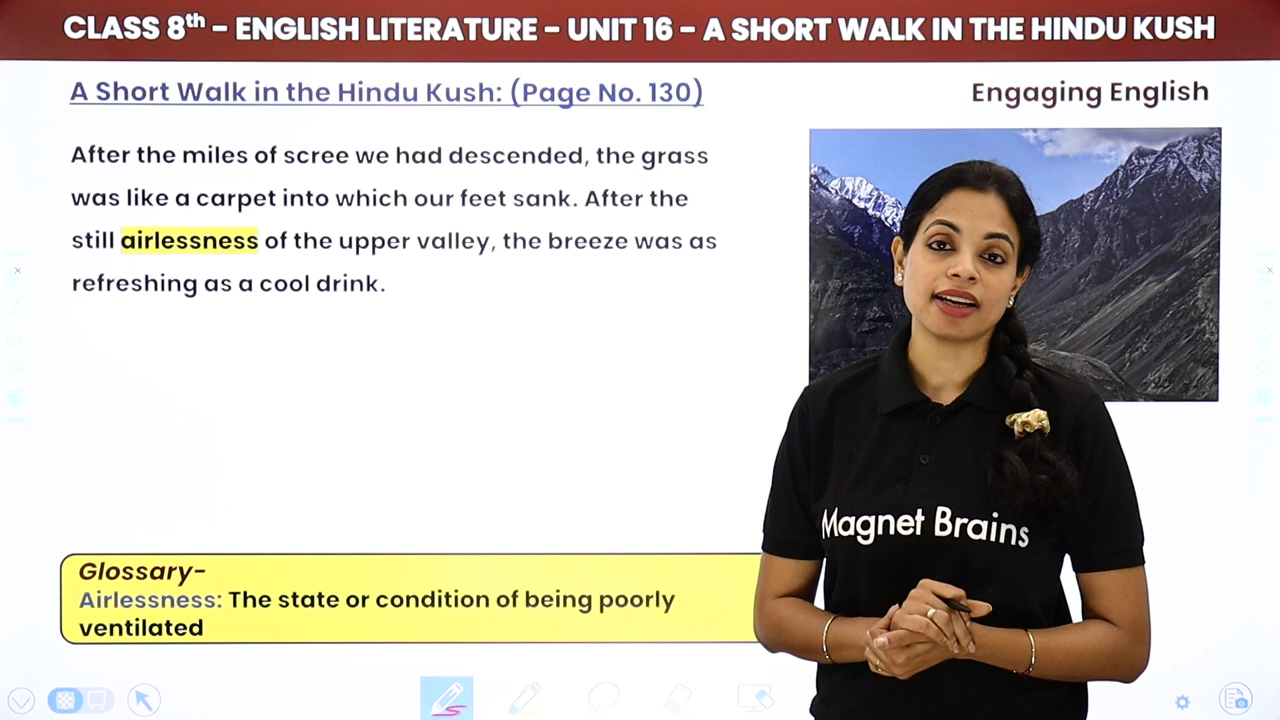 CLASS 8th – ENGLISH LITERATURE – UNIT 16 – A SHORT WALK IN THE HINDU KUSH
A Short Walk in the Hindu Kush: (Page No. 130)
Engaging English
After the miles of scree we had descended, the grass
was like a carpet into which our feet sank. After the
still airlessness of the upper valley, the breeze was as
refreshing as a cool drink.
Magnet Brains
Glossary–
Airlessness: The state or condition of being poorly
ventilated